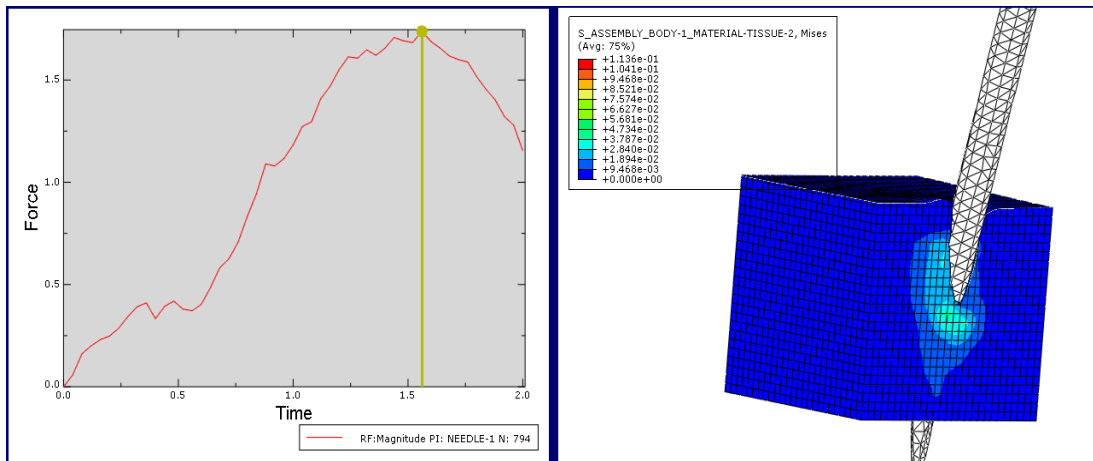 1.5
1.0
0.5
0.0
Force
0.0
0.5
1.0
1.5
2.0
Time
RF:Magnitude PI: NEEDLE-1 N: 794
S_ASSEMBLY_BODY-1_MATERIAL-TISSUE-2, Mises
(Avg: 75%)
+1.136e-01
+1.041e-01
+9.468e-02
+8.521e-02
+7.574e-02
+6.627e-02
+5.681e-02
+4.734e-02
+3.787e-02
+2.840e-02
+1.894e-02
+9.468e-03
+0.000e+00